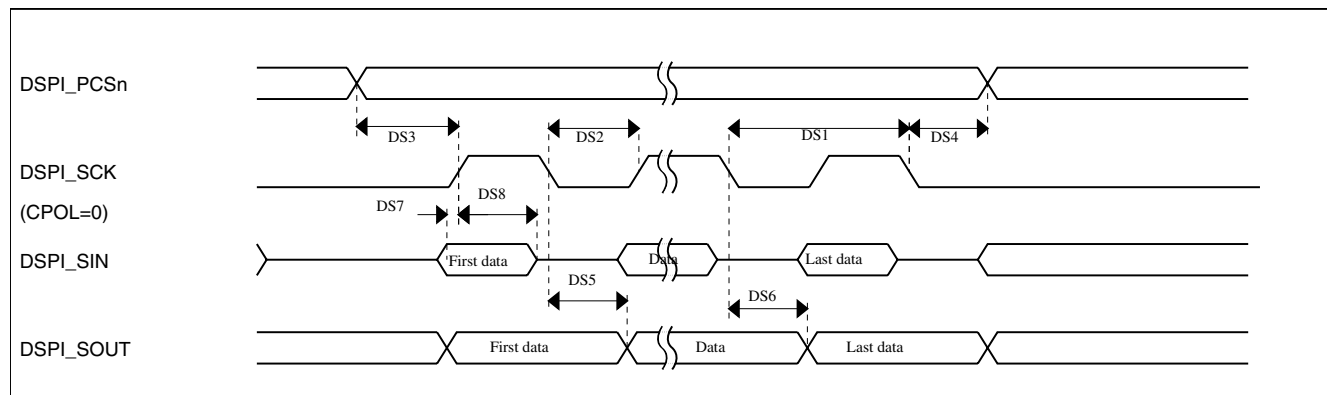 DSPI_PCSn
DS3
DS2
DS1
DS4
DSPI_SCK
(CPOL=0)
DS7
DS8
DSPI_SIN
First data
Data
Last data
DS5
DS6
DSPI_SOUT
First data
Data
Last data